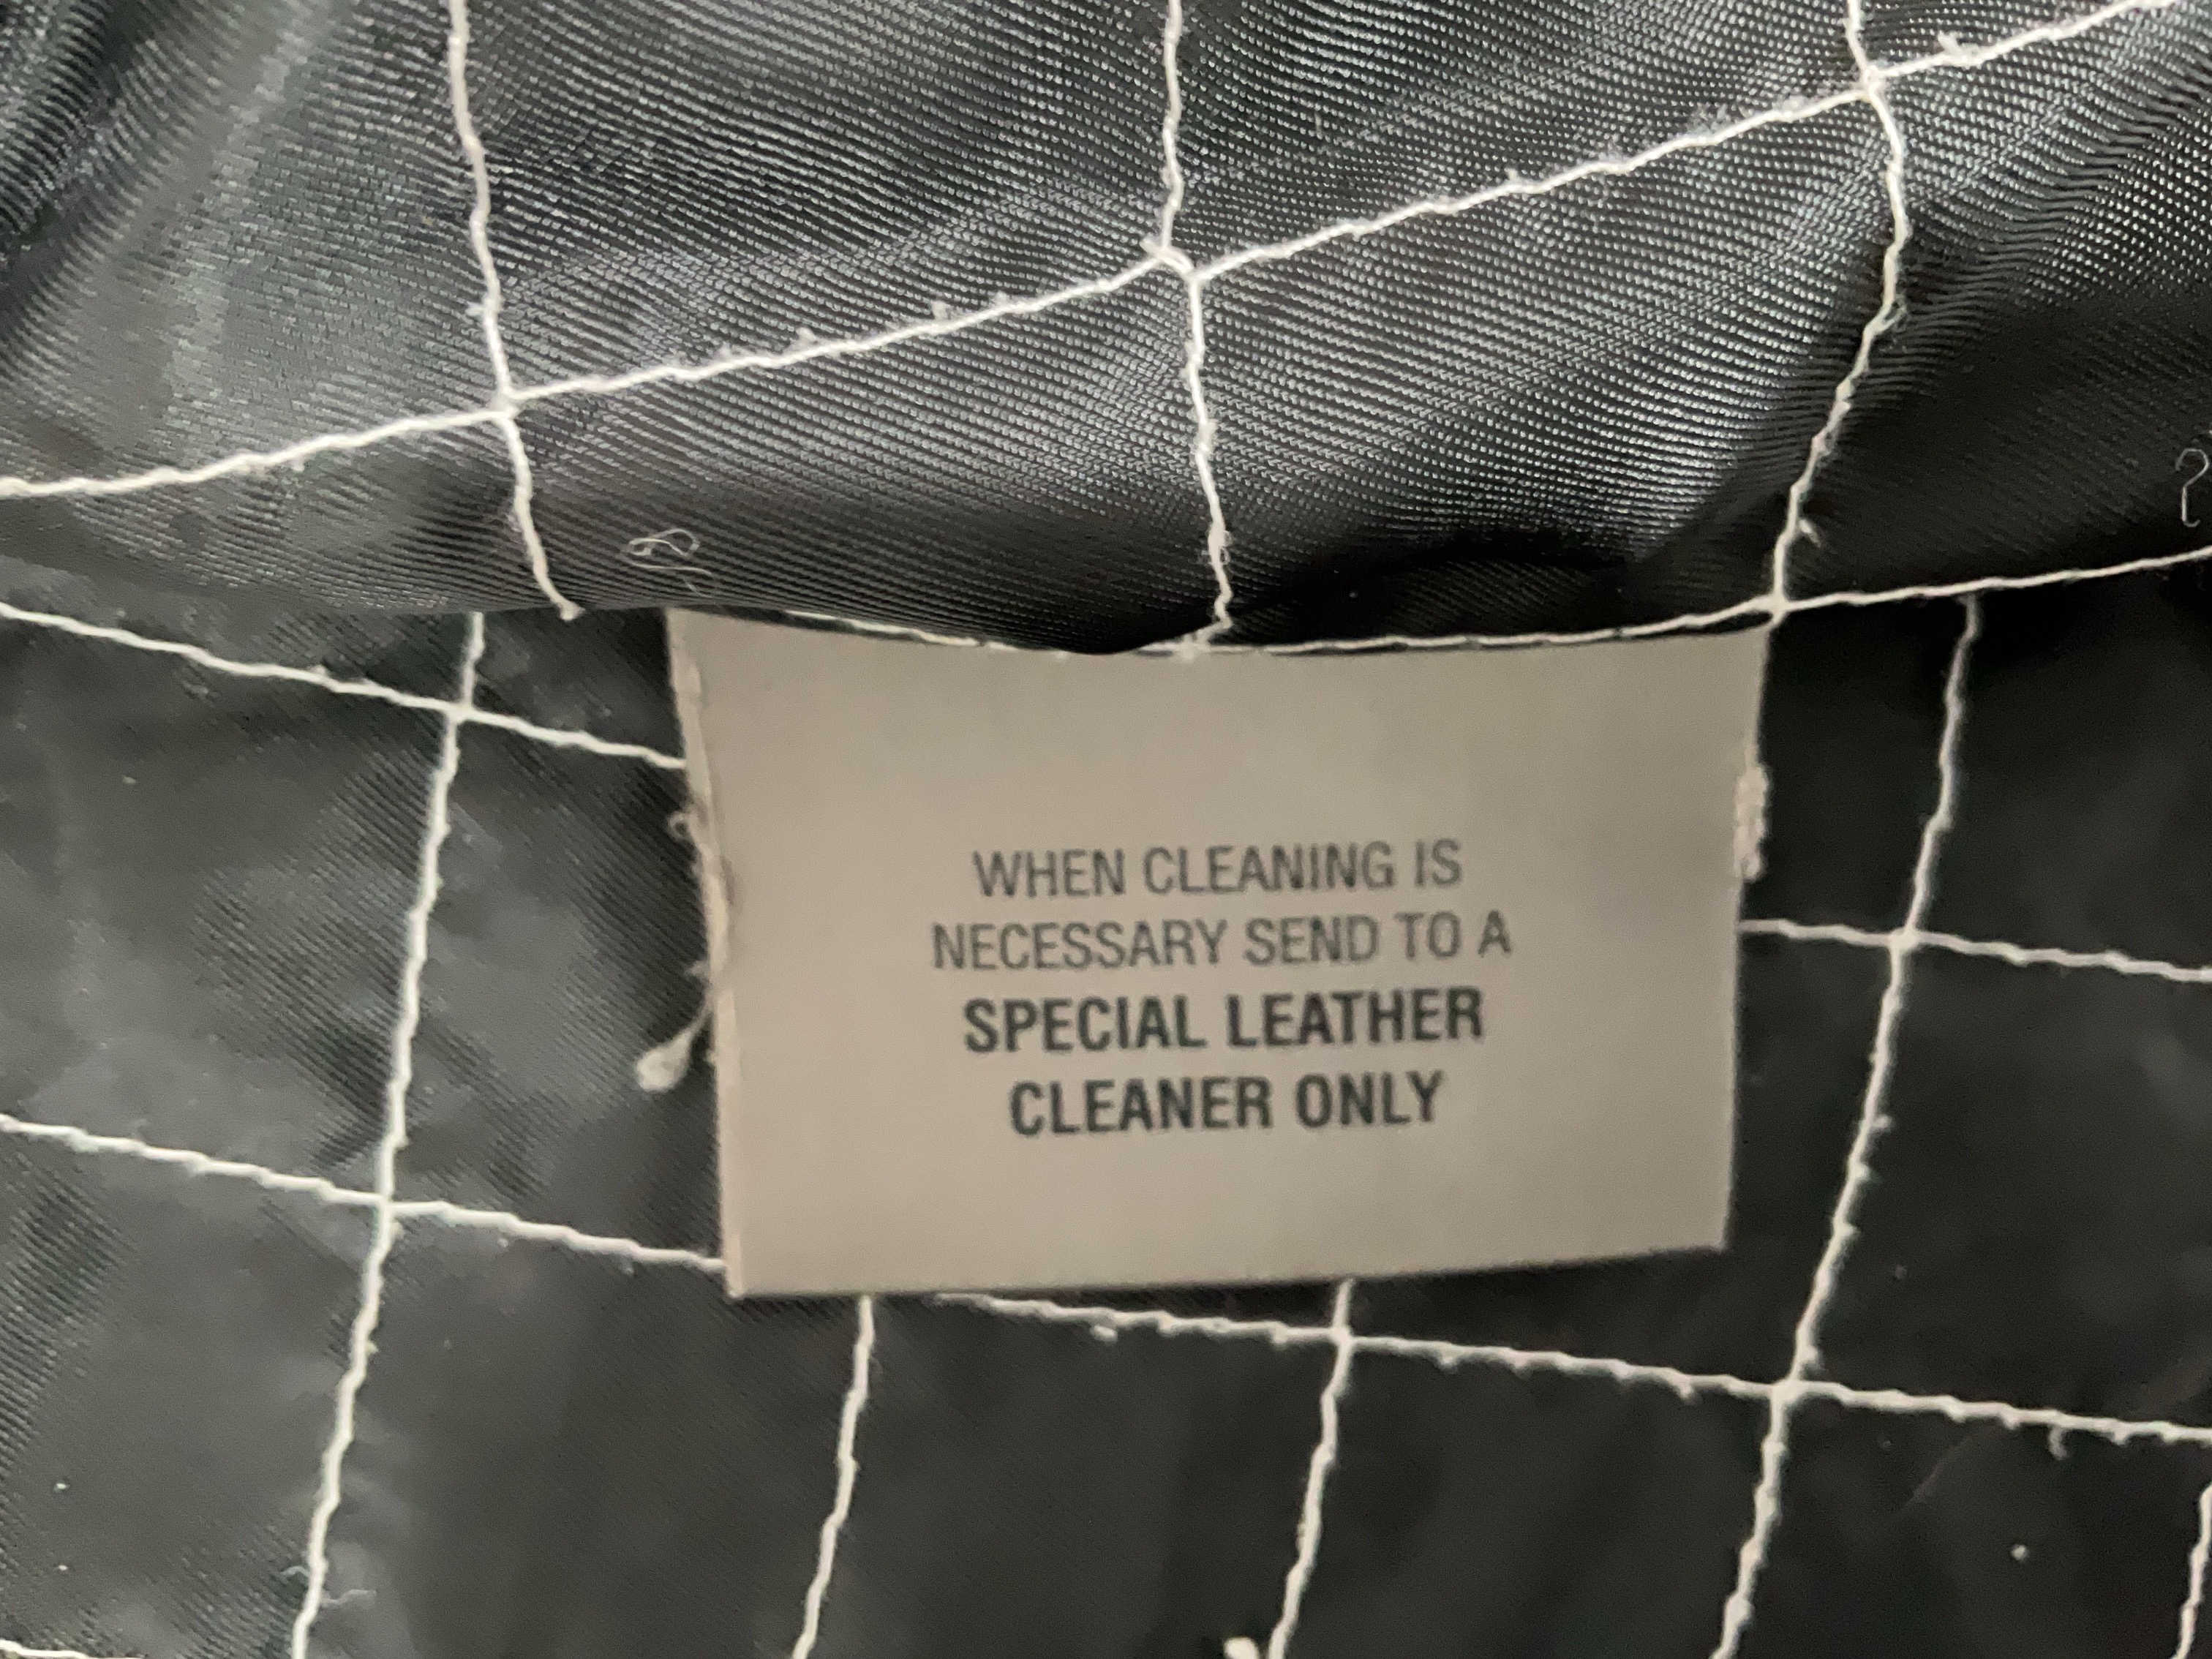 WHEN CLEANING IS
NECESSARY SEND TO A
SPECIAL LEATHER
CLEANER ONLY